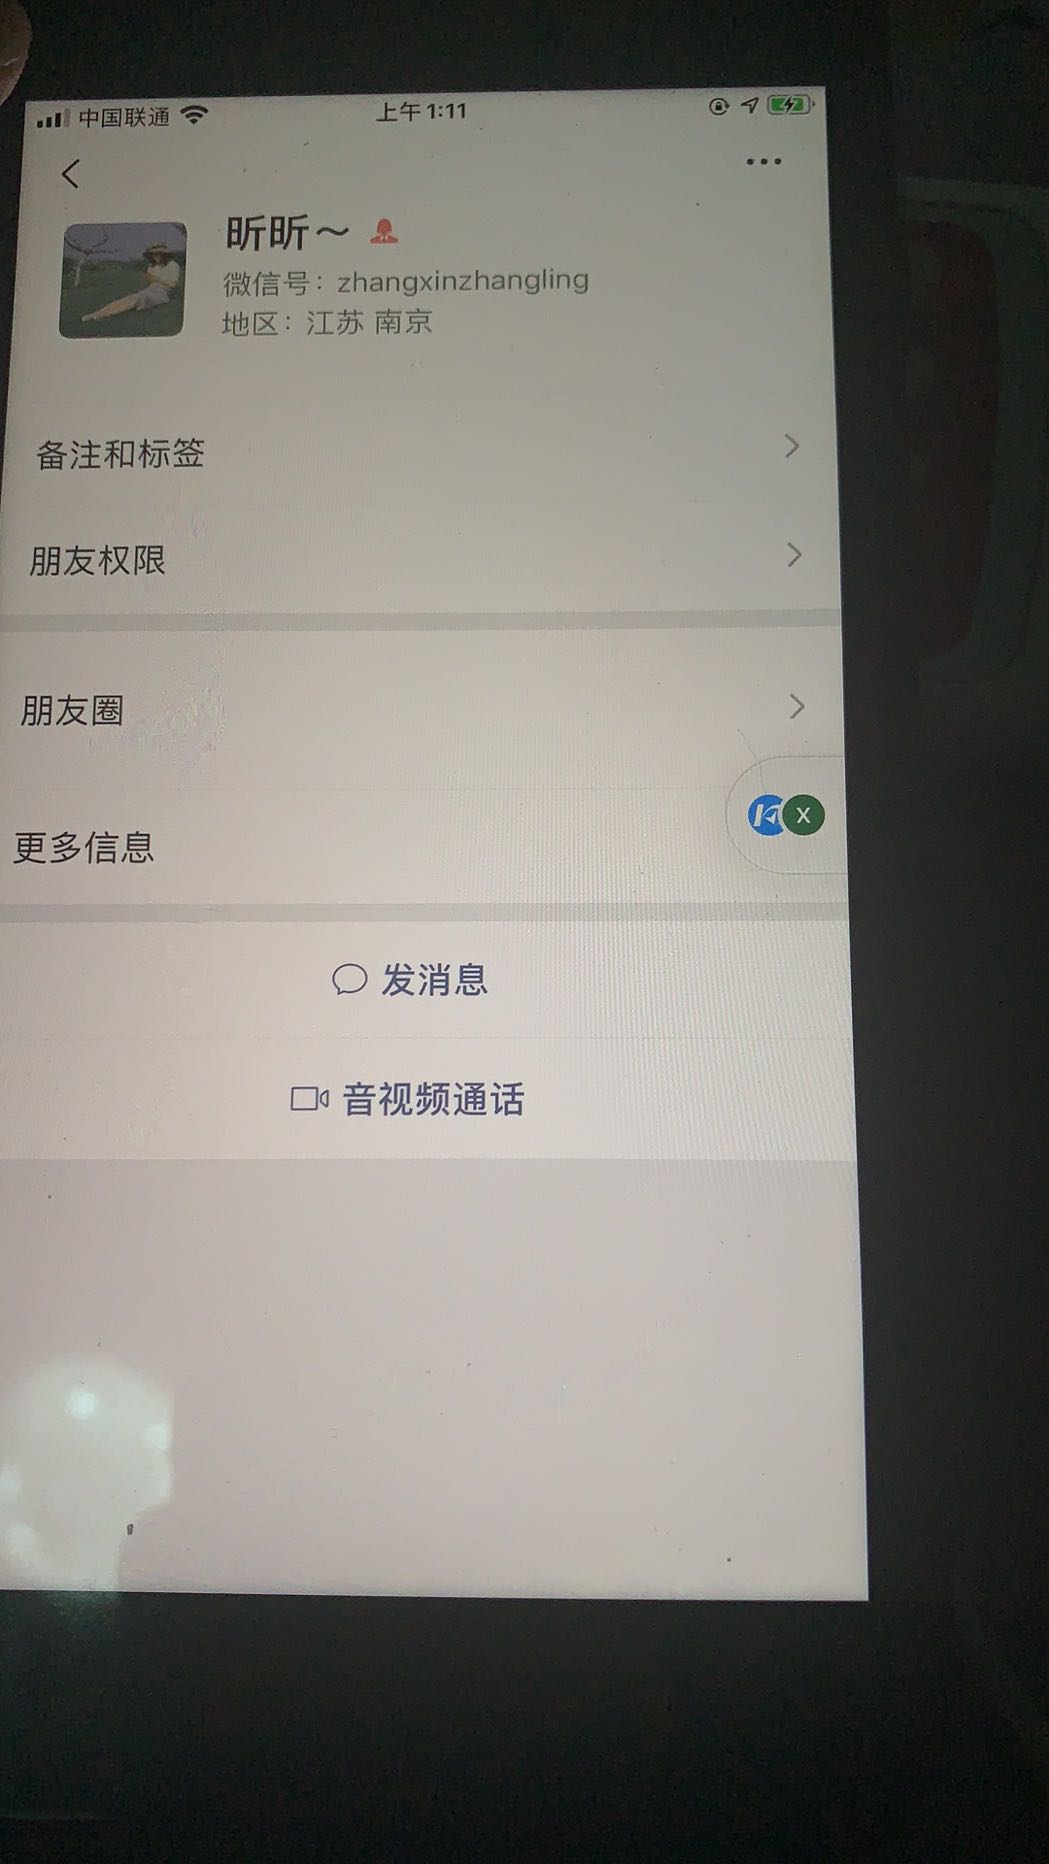 中国联通 上午1:11
昕昕～
微信号：zhangxinzhangling
地区：江苏 南京
备注和标签
朋友权限
朋友圈
X
更多信息
发消息
音视频通话